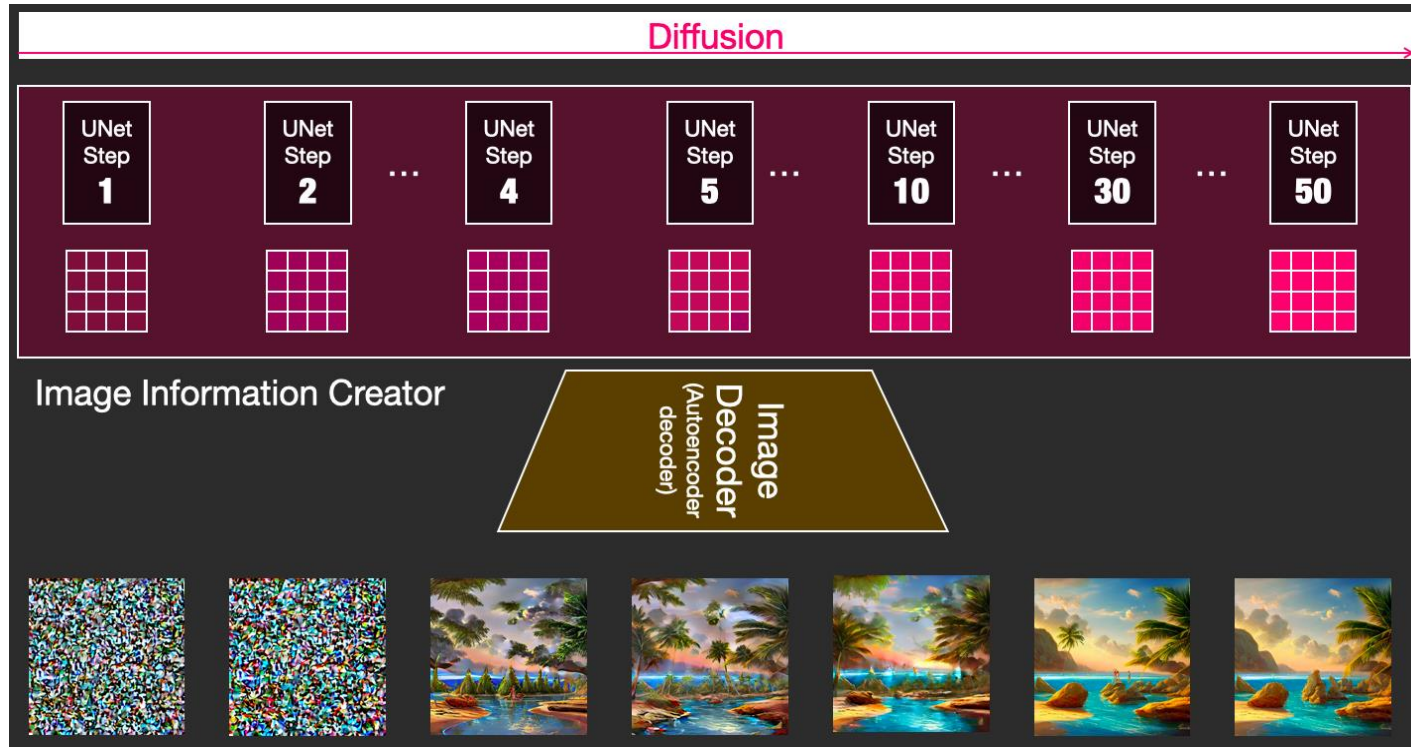 Diffusion
UNet
Step
1
UNet
Step
2
...
UNet
Step
4
UNet
Step
5
...
UNet
Step
10
...
UNet
Step
30
...
UNet
Step
50
Image Information Creator
Image
Decoder
(Autoencoder
decoder)